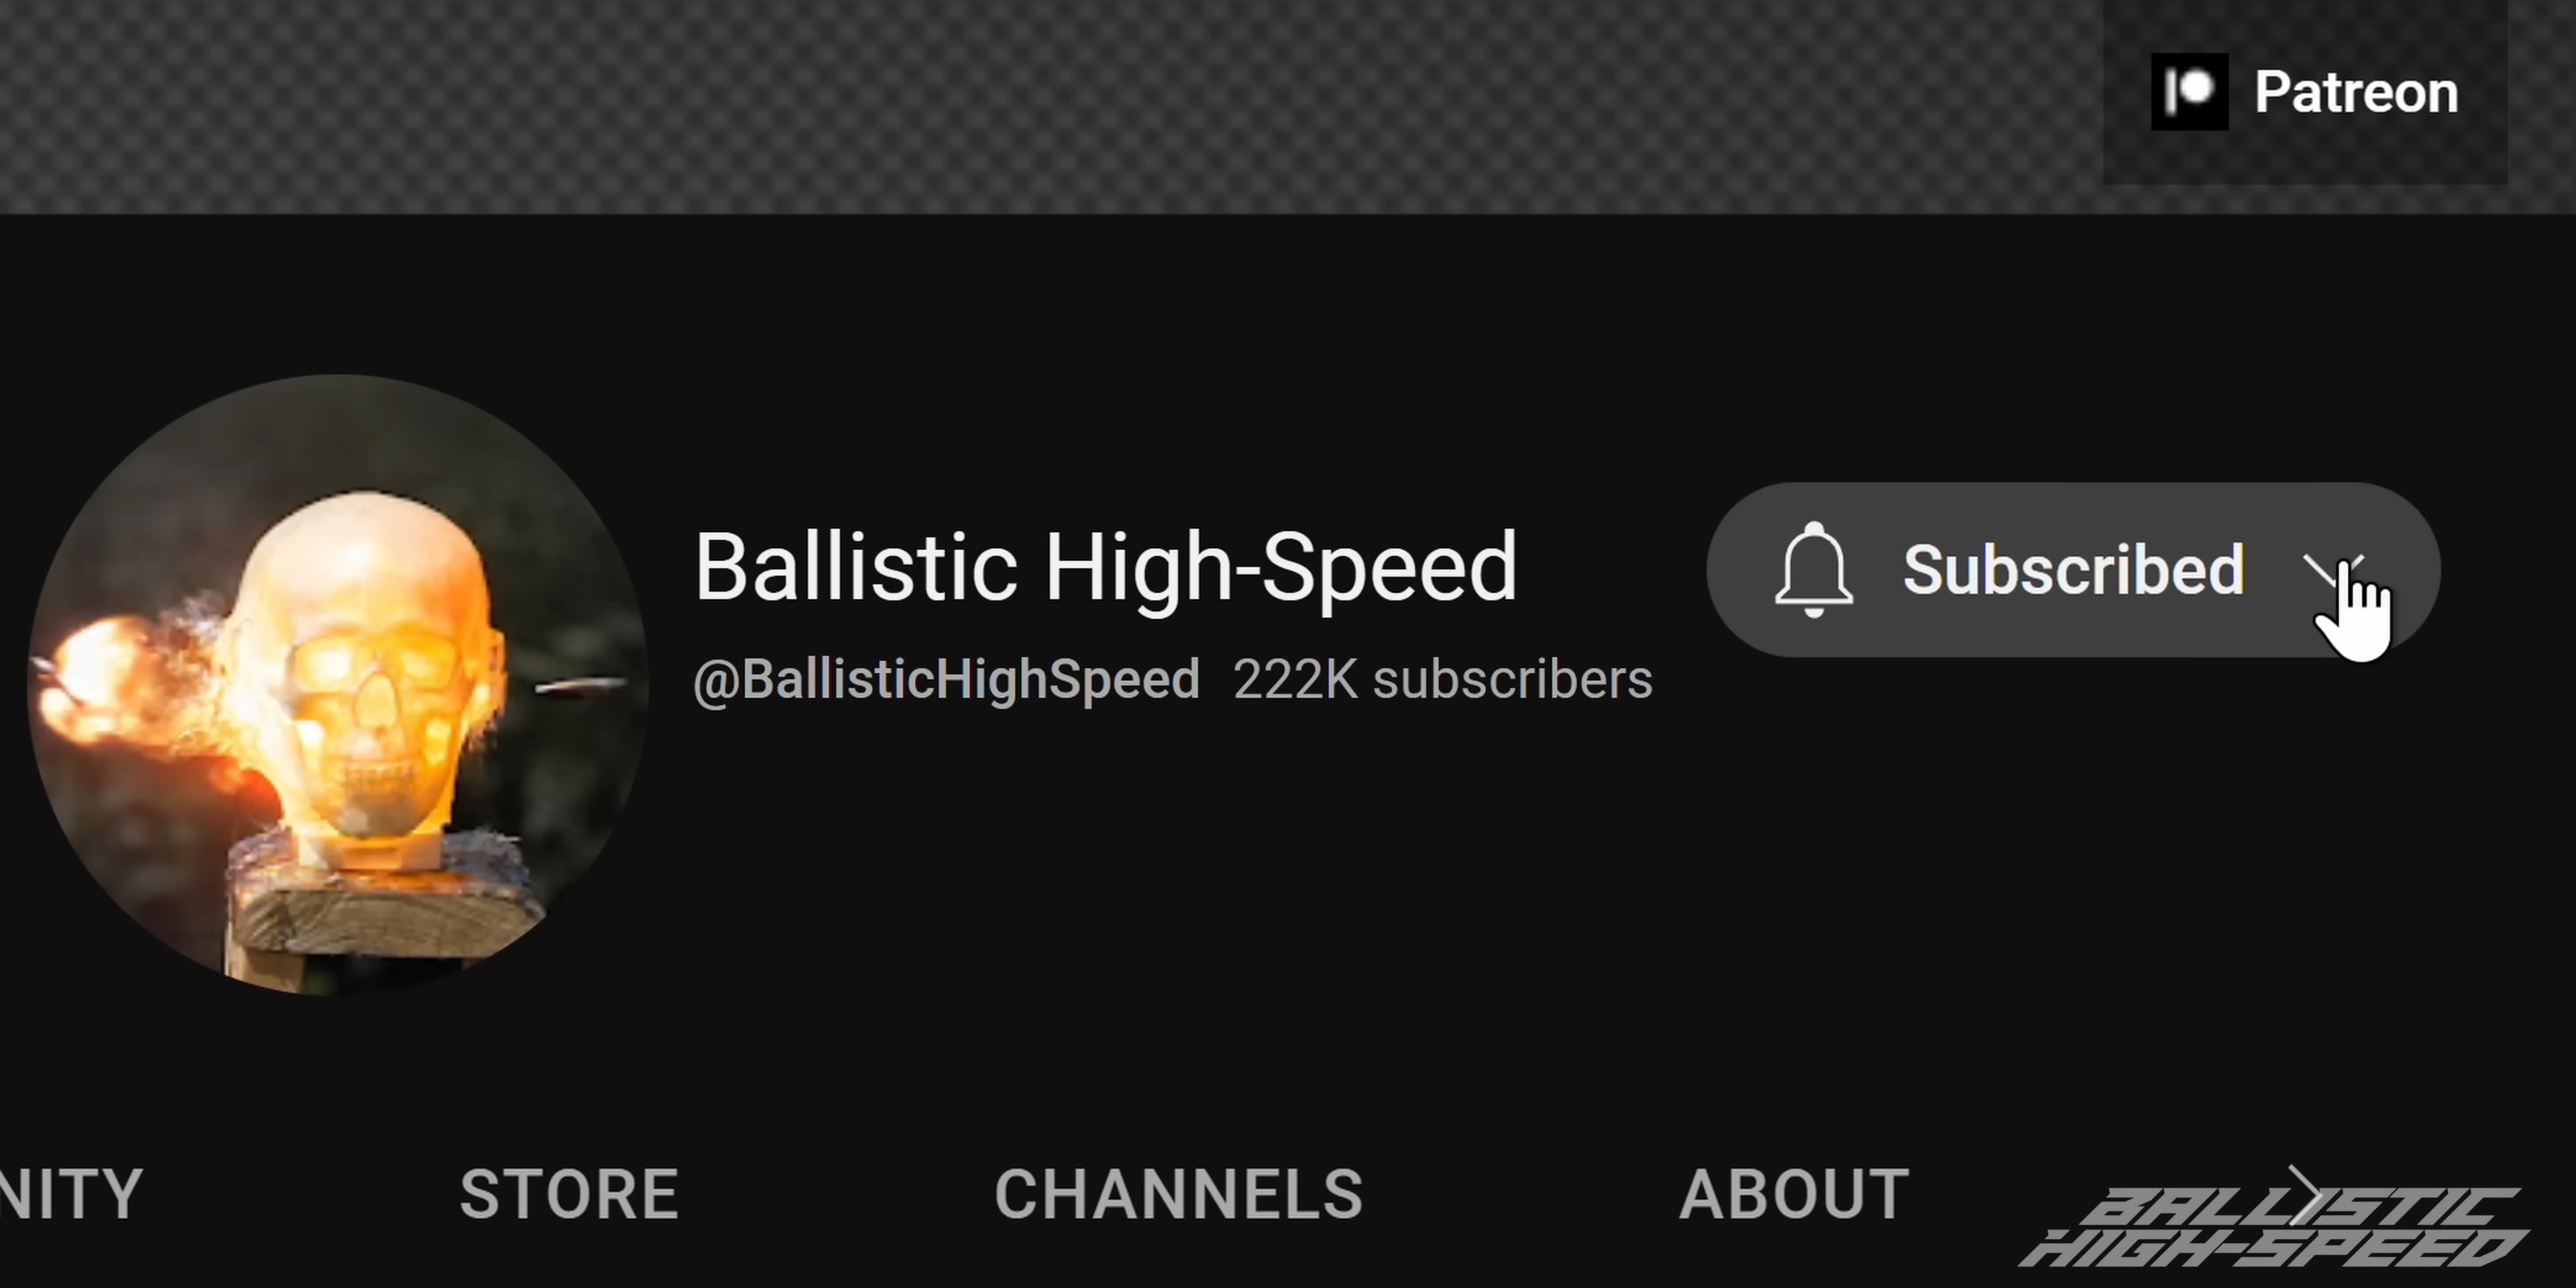 Patreon
Ballistic High-Speed
Subscribed
@BallisticHighSpeed 222K subscribers
NITY STORE CHANNELS ABOUT
BALLISTIC
HIGH-SPEED